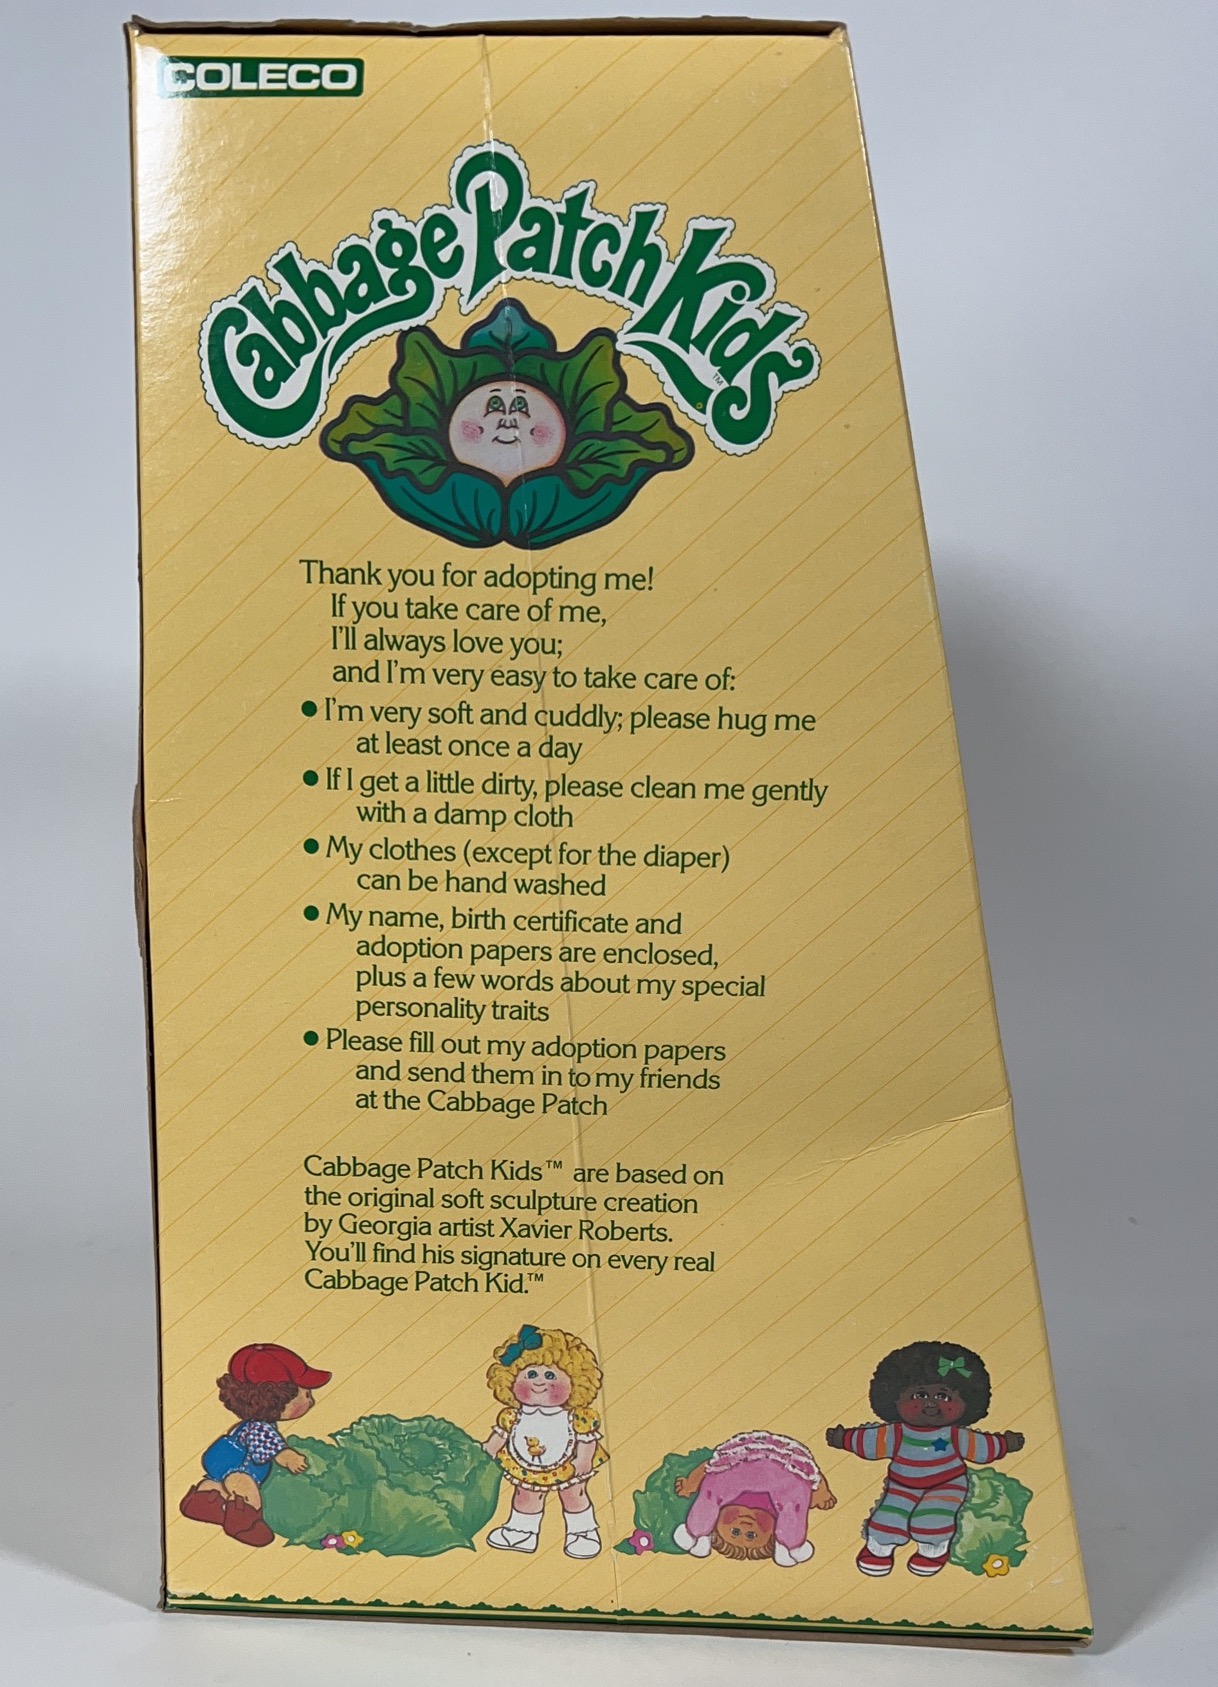 COLECO
Cabbage Patch Kids™
Thank you for adopting me!
If you take care of me,
I'll always love you;
and I'm very easy to take care of:
● I'm very soft and cuddly; please hug me
at least once a day
● If I get a little dirty, please clean me gently
with a damp cloth
● My clothes (except for the diaper)
can be hand washed
● My name, birth certificate and
adoption papers are enclosed,
plus a few words about my special
personality traits
● Please fill out my adoption papers
and send them in to my friends
at the Cabbage Patch
Cabbage Patch Kids™ are based on
the original soft sculpture creation
by Georgia artist Xavier Roberts.
You'll find his signature on every real
Cabbage Patch Kid.™